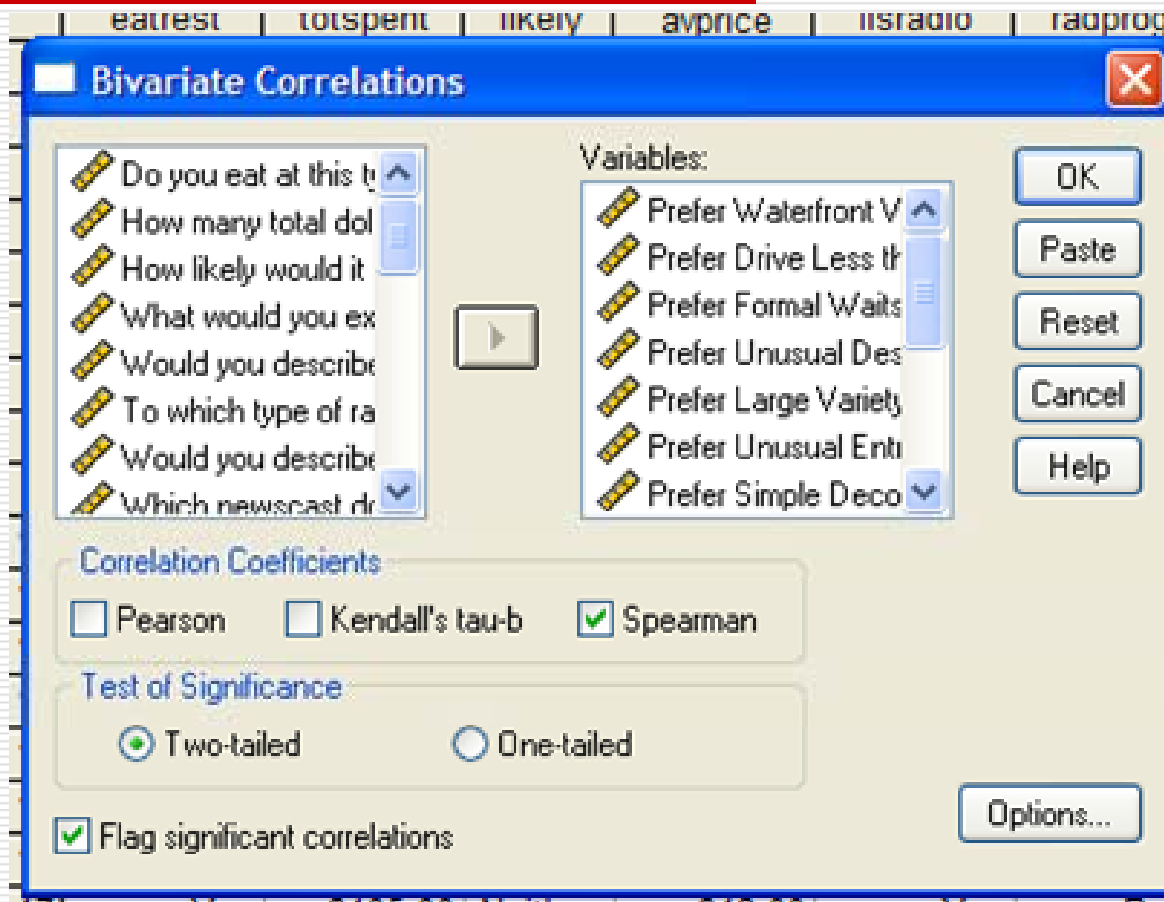 eatrest totspent likely avprice lisradio radprog
Bivariate Correlations
Do you eat at this ty
How many total dol
How likely would it
What would you ex
Would you describe
To which type of ra
Would you describe
Which newscast do
Variables:
Prefer Waterfront V
Prefer Drive Less th
Prefer Formal Waits
Prefer Unusual Des
Prefer Large Variety
Prefer Unusual Entr
Prefer Simple Deco
OK
Paste
Reset
Cancel
Help
Correlation Coefficients
Pearson Kendall's tau-b Spearman
Test of Significance
Two-tailed One-tailed
Flag significant correlations
Options...